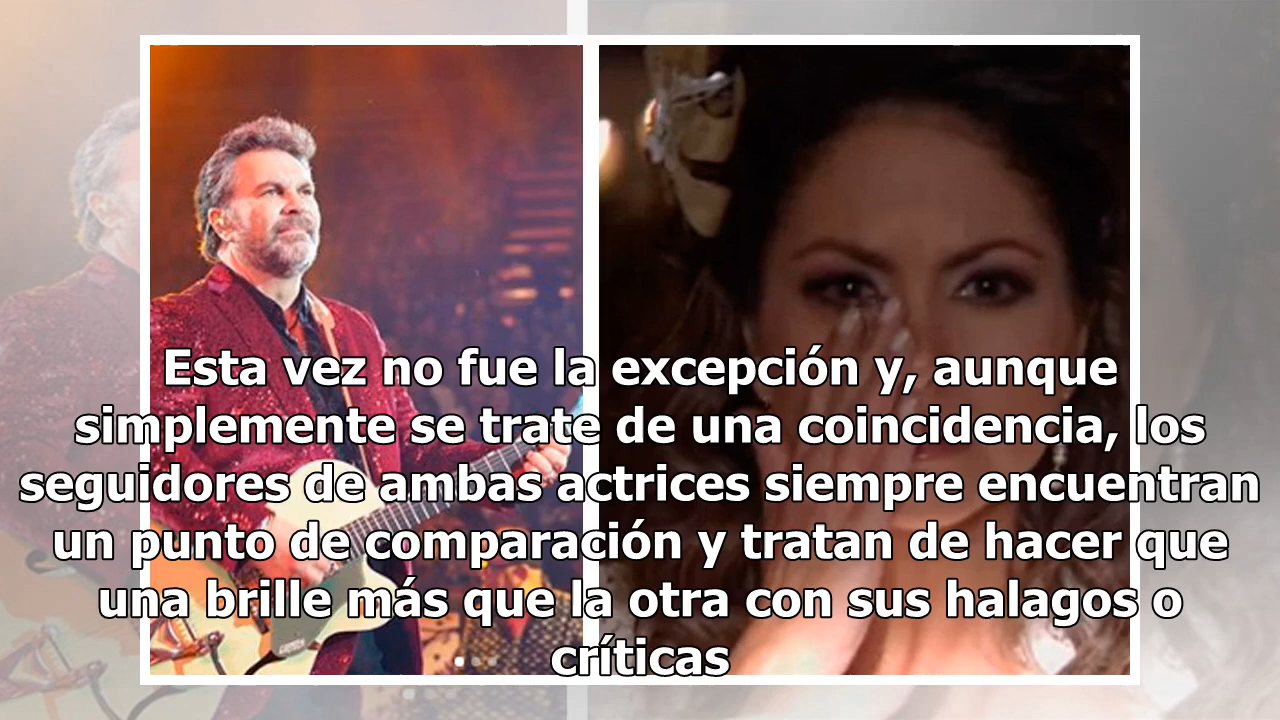 Esta vez no fue la excepción y, aunque
simplemente se trate de una coincidencia, los
seguidores de ambas actrices siempre encuentran
un punto de comparación y tratan de hacer que
una brille más que la otra con sus halagos o
críticas